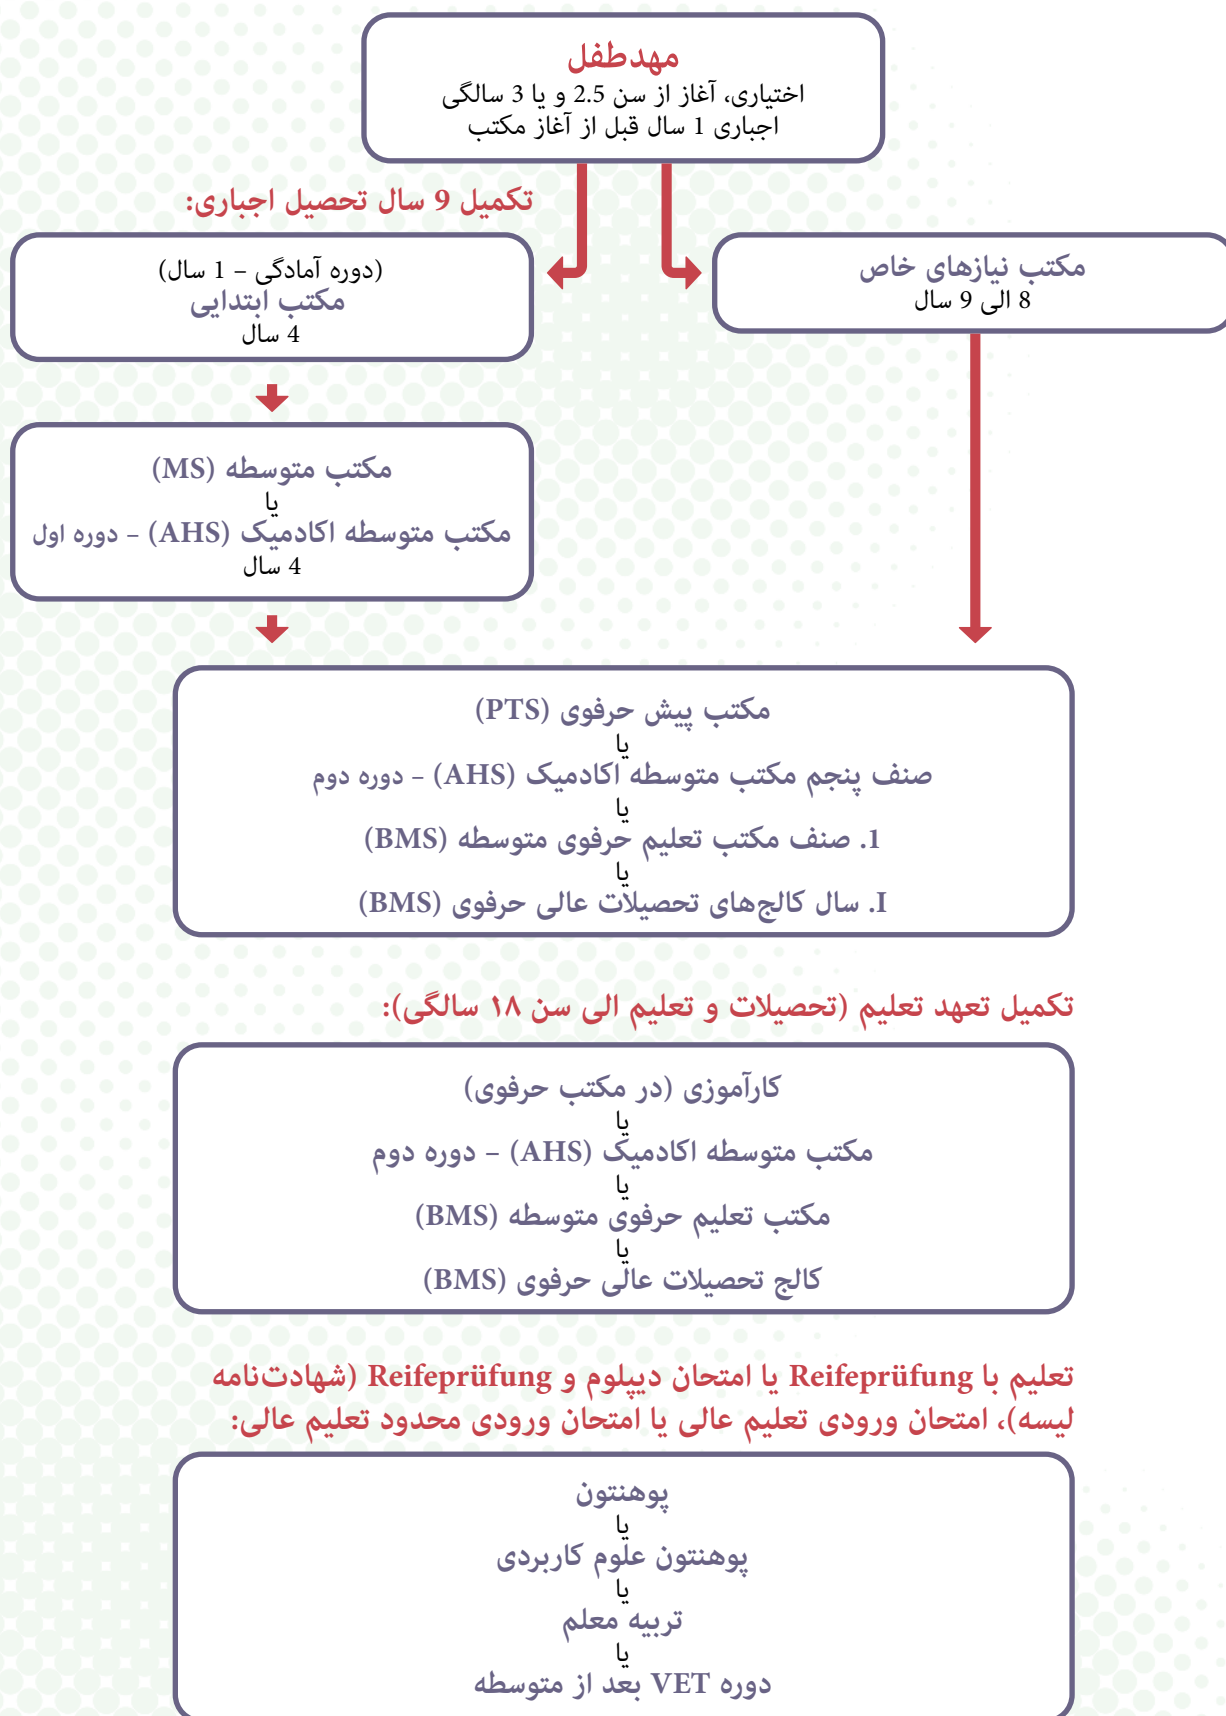 مهدطفل
اختیاری، آغاز از سن 2.5 و یا 3 سالگی
اجباری 1 سال قبل از آغاز مکتب
تکمیل 9 سال تحصیل اجباری:
مکتب نیازهای خاص
8 الی 9 سال
(دوره آمادگی – 1 سال)
مکتب ابتدایی
4 سال
مکتب متوسطه (MS)
یا
مکتب متوسطه اکادمیک (AHS) – دوره اول
4 سال
مکتب پیش حرفوی (PTS)
یا
صنف پنجم مکتب متوسطه اکادمیک (AHS) – دوره دوم
یا
1. صنف مکتب تعلیم حرفوی متوسطه (BMS)
یا
I. سال کالج‌های تحصیلات عالی حرفوی (BMS)
تکمیل تعهد تعلیم (تحصیلات و تعلیم الی سن ۱۸ سالگی):
کارآموزی (در مکتب حرفوی)
یا
مکتب متوسطه اکادمیک (AHS) – دوره دوم
یا
مکتب تعلیم حرفوی متوسطه (BMS)
یا
کالج تحصیلات عالی حرفوی (BMS)
تعلیم با Reifeprüfung یا امتحان دیپلوم و Reifeprüfung (شهادت‌نامه
لیسه)، امتحان ورودی تعلیم عالی یا امتحان ورودی محدود تعلیم عالی:
پوهنتون
یا
پوهنتون علوم کاربردی
یا
تربیه معلم
یا
دوره VET بعد از متوسطه